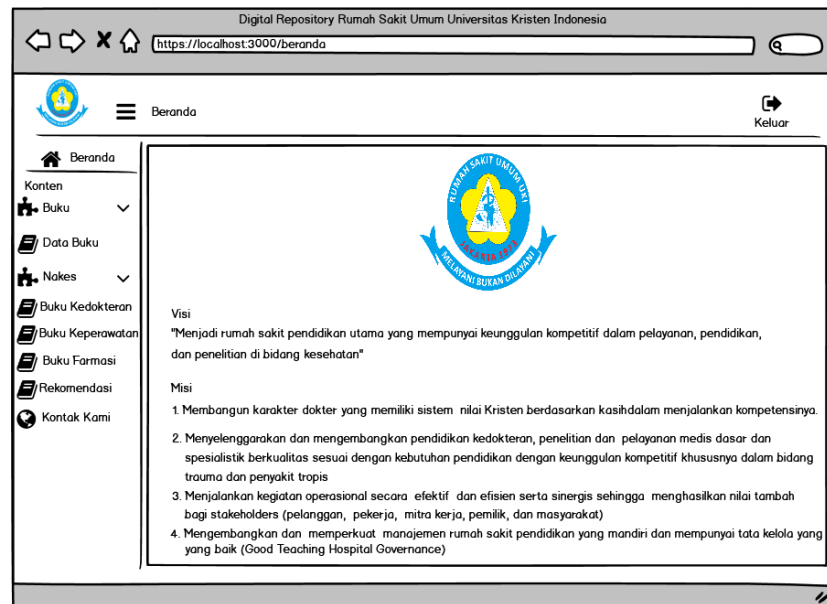 Digital Repository Rumah Sakit Umum Universitas Kristen Indonesia
https://localhost:3000/beranda
Beranda
Keluar
Beranda
Konten
Buku
Data Buku
Nakes
Buku Kedokteran
Buku Keperawatan
Buku Farmasi
Rekomendasi
Kontak Kami
RUMAH SAKIT UMUM UKI
JAKARTA 1973
MELAYANI BUKAN DILAYANI
Visi
"Menjadi rumah sakit pendidikan utama yang mempunyai keunggulan kompetitif dalam pelayanan, pendidikan,
dan penelitian di bidang kesehatan"
Misi
1. Membangun karakter dokter yang memiliki sistem nilai Kristen berdasarkan kasihdalam menjalankan kompetensinya.
2. Menyelenggarakan dan mengembangkan pendidikan kedokteran, penelitian dan pelayanan medis dasar dan
spesialistik berkualitas sesuai dengan kebutuhan pendidikan dengan keunggulan kompetitif khususnya dalam bidang
trauma dan penyakit tropis
3. Menjalankan kegiatan operasional secara efektif dan efisien serta sinergis sehingga menghasilkan nilai tambah
bagi stakeholders (pelanggan, pekerja, mitra kerja, pemilik, dan masyarakat)
4. Mengembangkan dan memperkuat manajemen rumah sakit pendidikan yang mandiri dan mempunyai tata kelola yang
yang baik (Good Teaching Hospital Governance)